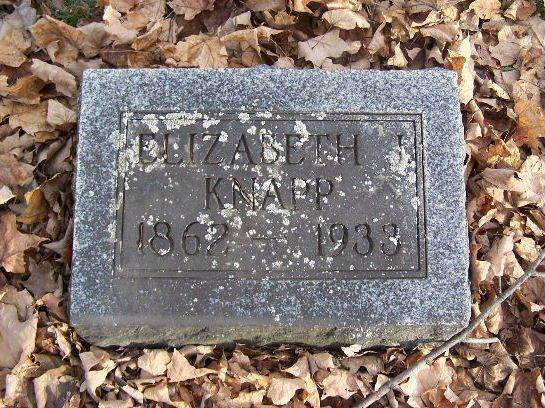 ELIZABETH J.
KNAPP
1862 – 1933